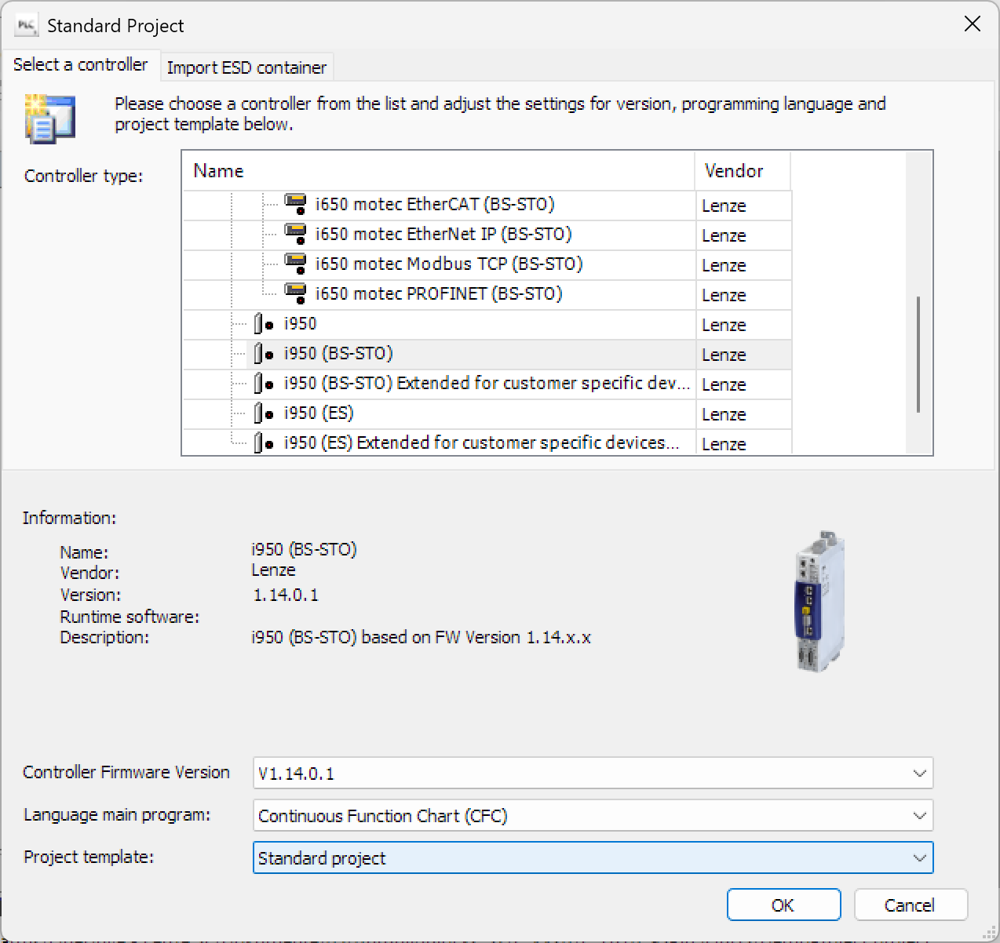 PLC
Standard Project
Select a controller
Import ESD container
Please choose a controller from the list and adjust the settings for version, programming language and
project template below.
Controller type:
Name Vendor
i650 motec EtherCAT (BS-STO) Lenze
i650 motec EtherNet IP (BS-STO) Lenze
i650 motec Modbus TCP (BS-STO) Lenze
i650 motec PROFINET (BS-STO) Lenze
i950 Lenze
i950 (BS-STO) Lenze
i950 (BS-STO) Extended for customer specific dev... Lenze
i950 (ES) Lenze
i950 (ES) Extended for customer specific devices... Lenze
Information:
Name: i950 (BS-STO)
Vendor: Lenze
Version: 1.14.0.1
Runtime software:
Description: i950 (BS-STO) based on FW Version 1.14.x.x
Controller Firmware Version V1.14.0.1
Language main program: Continuous Function Chart (CFC)
Project template: Standard project
OK Cancel